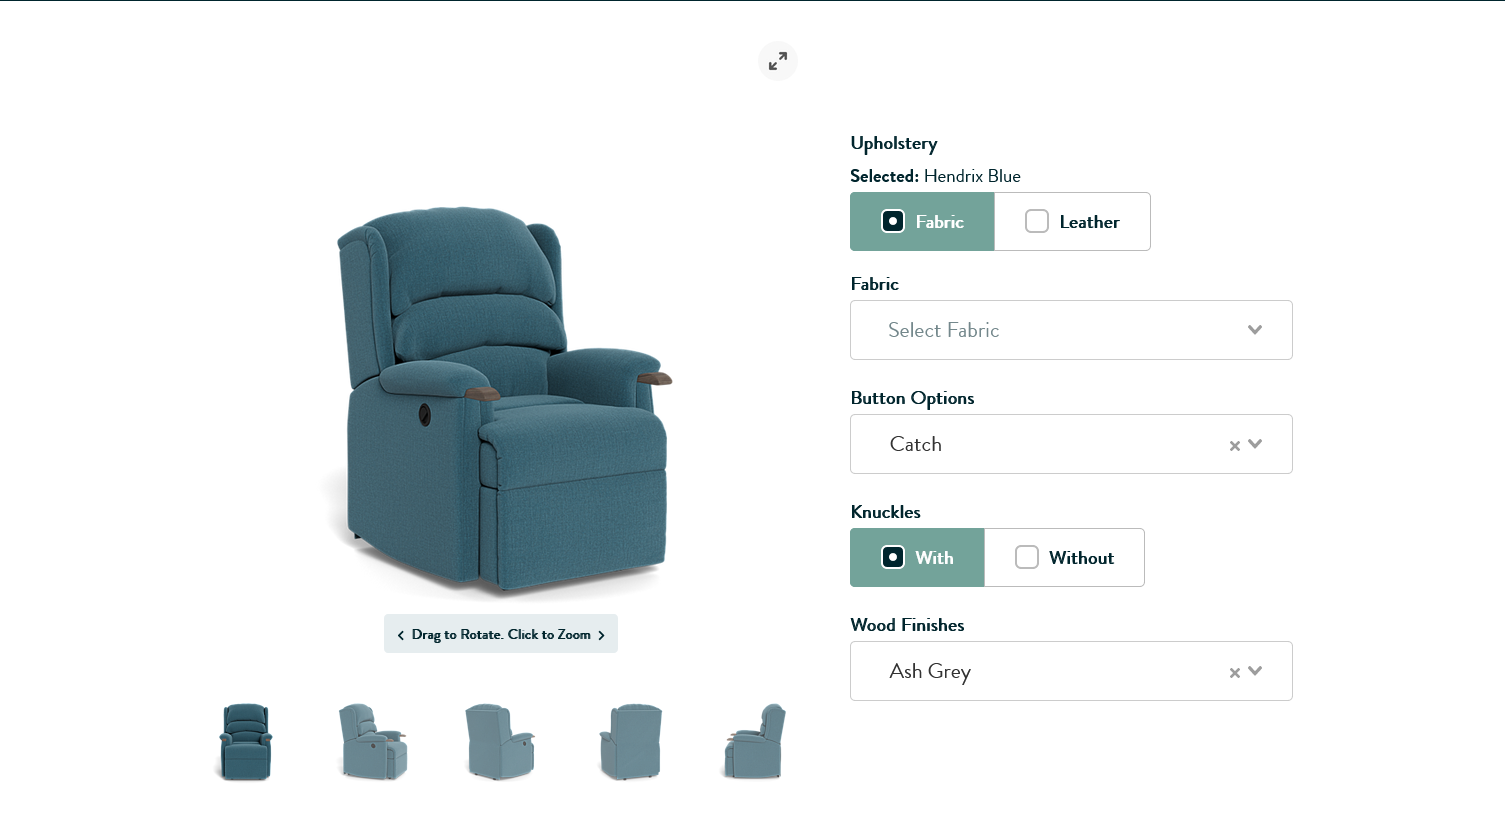 Upholstery
Selected: Hendrix Blue
Fabric
Leather
Fabric
Select Fabric
Button Options
Catch
Knuckles
With
Without
Wood Finishes
Ash Grey
Drag to Rotate. Click to Zoom